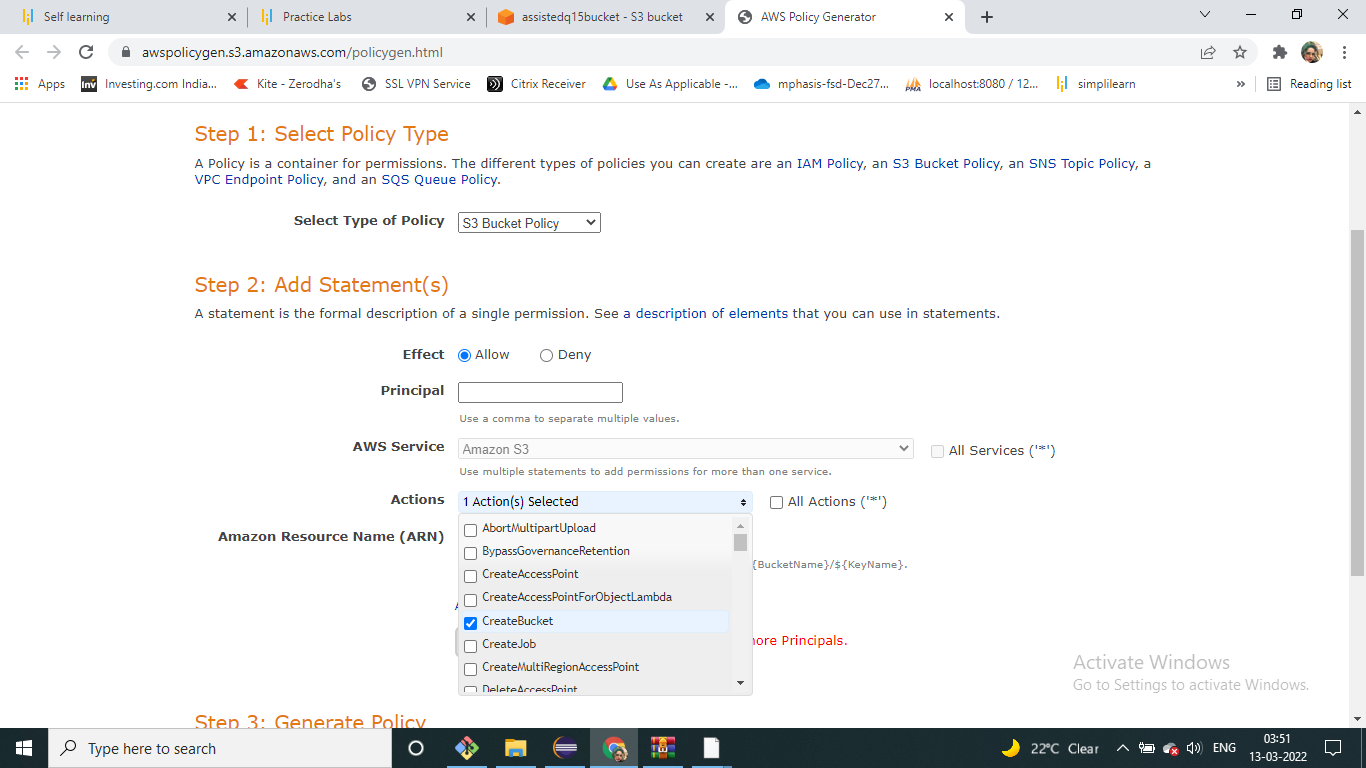 Self learning
Practice Labs
assistedq15bucket - S3 bucket
AWS Policy Generator
awspolicygen.s3.amazonaws.com/policygen.html
Apps
inv Investing.com India...
Kite - Zerodha's
SSL VPN Service
Citrix Receiver
Use As Applicable -...
mphasis-fsd-Dec27...
localhost:8080 / 12...
simplilearn
»
Reading list
Step 1: Select Policy Type
A Policy is a container for permissions. The different types of policies you can create are an IAM Policy, an S3 Bucket Policy, an SNS Topic Policy, a
VPC Endpoint Policy, and an SQS Queue Policy.
Select Type of Policy S3 Bucket Policy
Step 2: Add Statement(s)
A statement is the formal description of a single permission. See a description of elements that you can use in statements.
Effect Allow Deny
Principal
Use a comma to separate multiple values.
AWS Service Amazon S3 All Services ('*')
Use multiple statements to add permissions for more than one service.
Actions 1 Action(s) Selected All Actions ('*')
AbortMultipartUpload
Amazon Resource Name (ARN)
BypassGovernanceRetention
{BucketName}/${KeyName}.
CreateAccessPoint
CreateAccessPointForObjectLambda
CreateBucket
CreateJob
ore Principals.
CreateMultiRegionAccessPoint
DeleteAccessPoint
Step 3: Generate Policy
Activate Windows
Go to Settings to activate Windows.
Type here to search
22°C Clear
ENG
03:51
13-03-2022